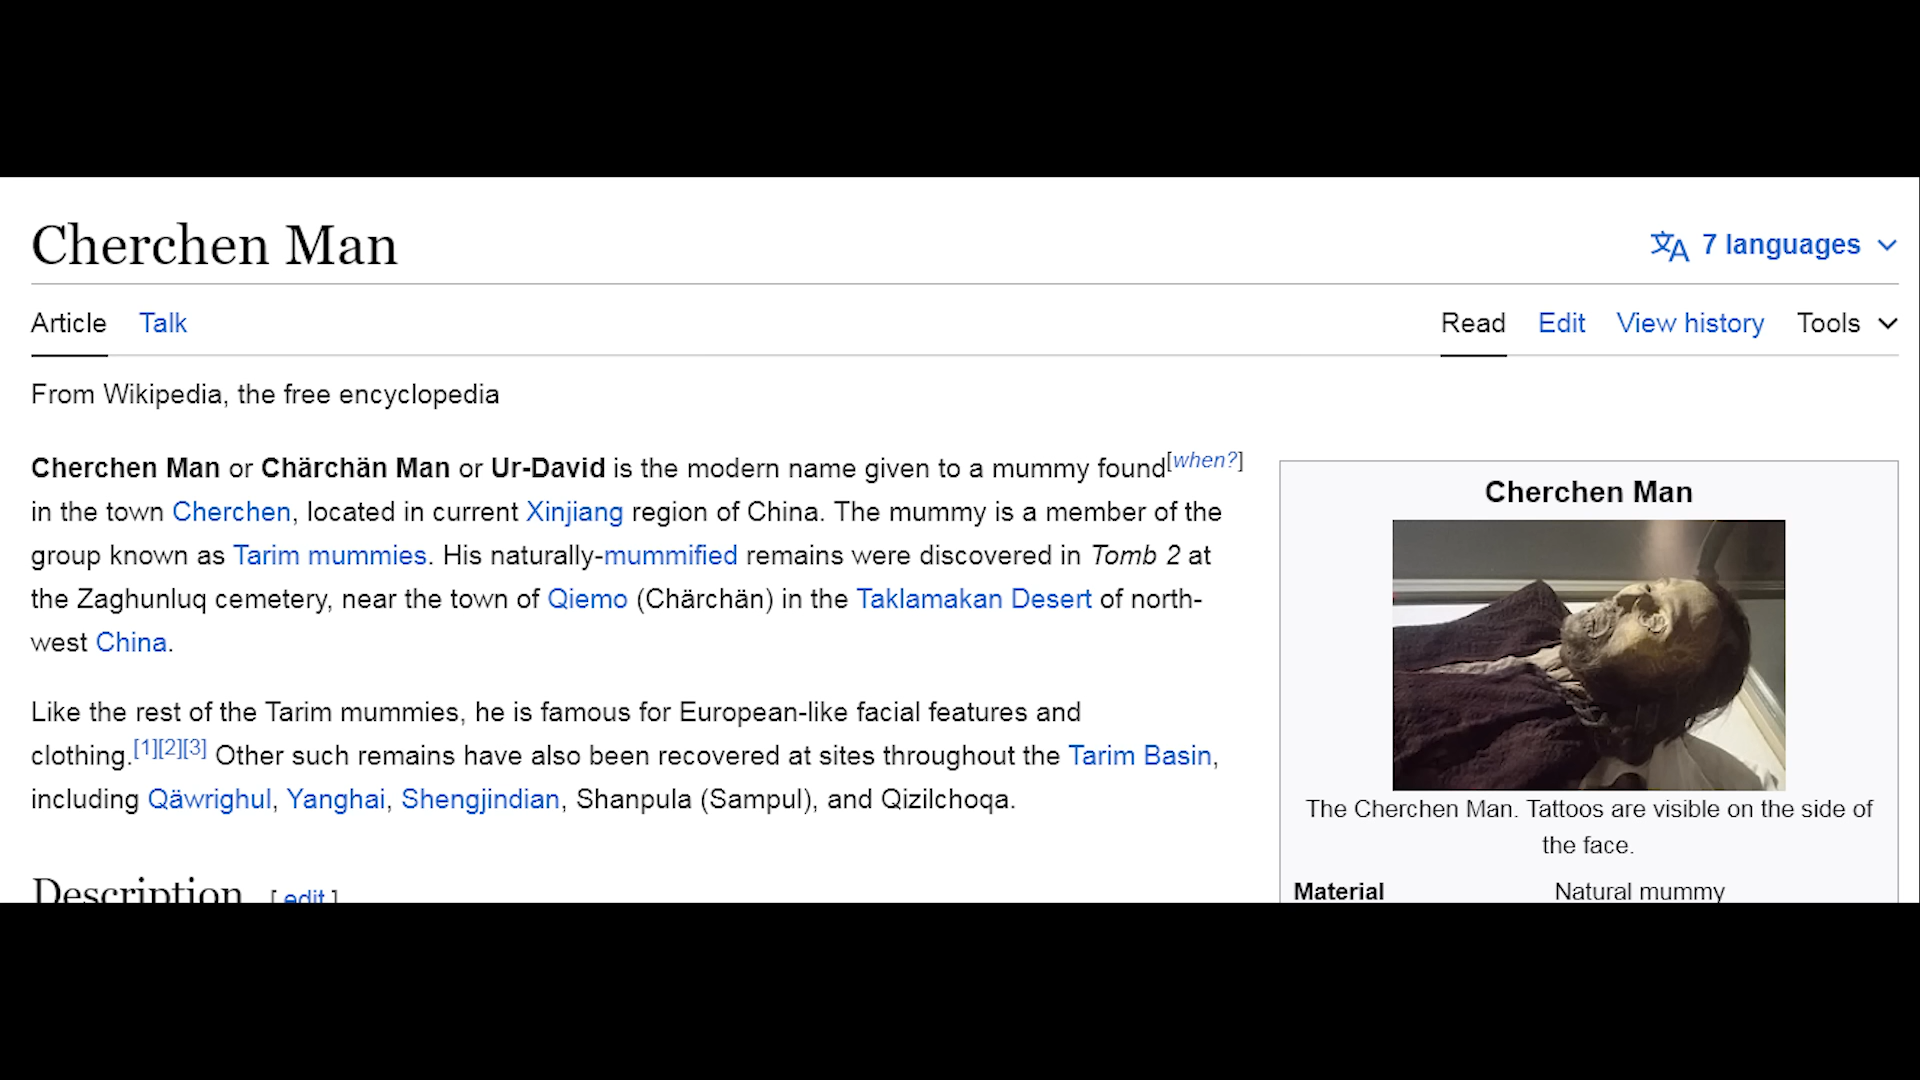 Cherchen Man
7 languages
Article Talk
Read Edit View history Tools
From Wikipedia, the free encyclopedia
Cherchen Man or Chärchän Man or Ur-David is the modern name given to a mummy found[when?]
in the town Cherchen, located in current Xinjiang region of China. The mummy is a member of the
group known as Tarim mummies. His naturally-mummified remains were discovered in Tomb 2 at
the Zaghunluq cemetery, near the town of Qiemo (Chärchän) in the Taklamakan Desert of north-
west China.
Like the rest of the Tarim mummies, he is famous for European-like facial features and
clothing.[1][2][3] Other such remains have also been recovered at sites throughout the Tarim Basin,
including Qäwrighul, Yanghai, Shengjindian, Shanpula (Sampul), and Qizilchoqa.
Description [ edit ]
Cherchen Man
The Cherchen Man. Tattoos are visible on the side of
the face.
Material Natural mummy